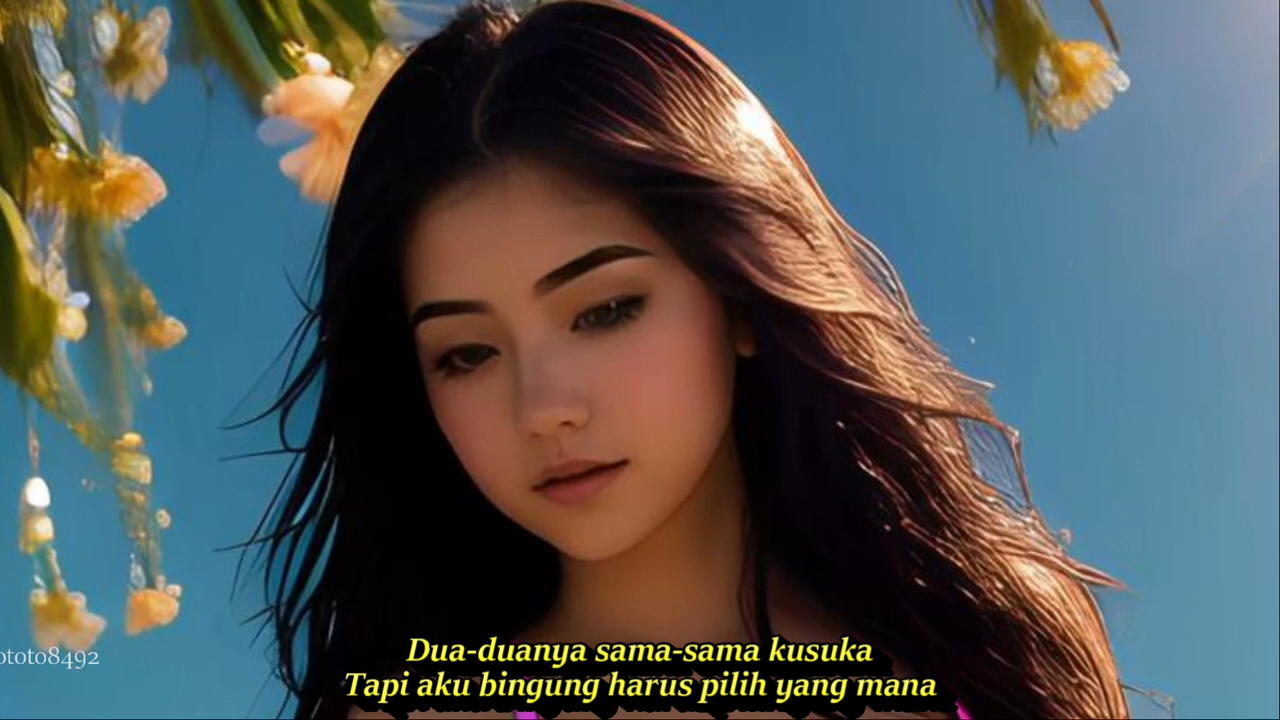 ototo8492
Dua-duanya sama-sama kusuka
Tapi aku bingung harus pilih yang mana